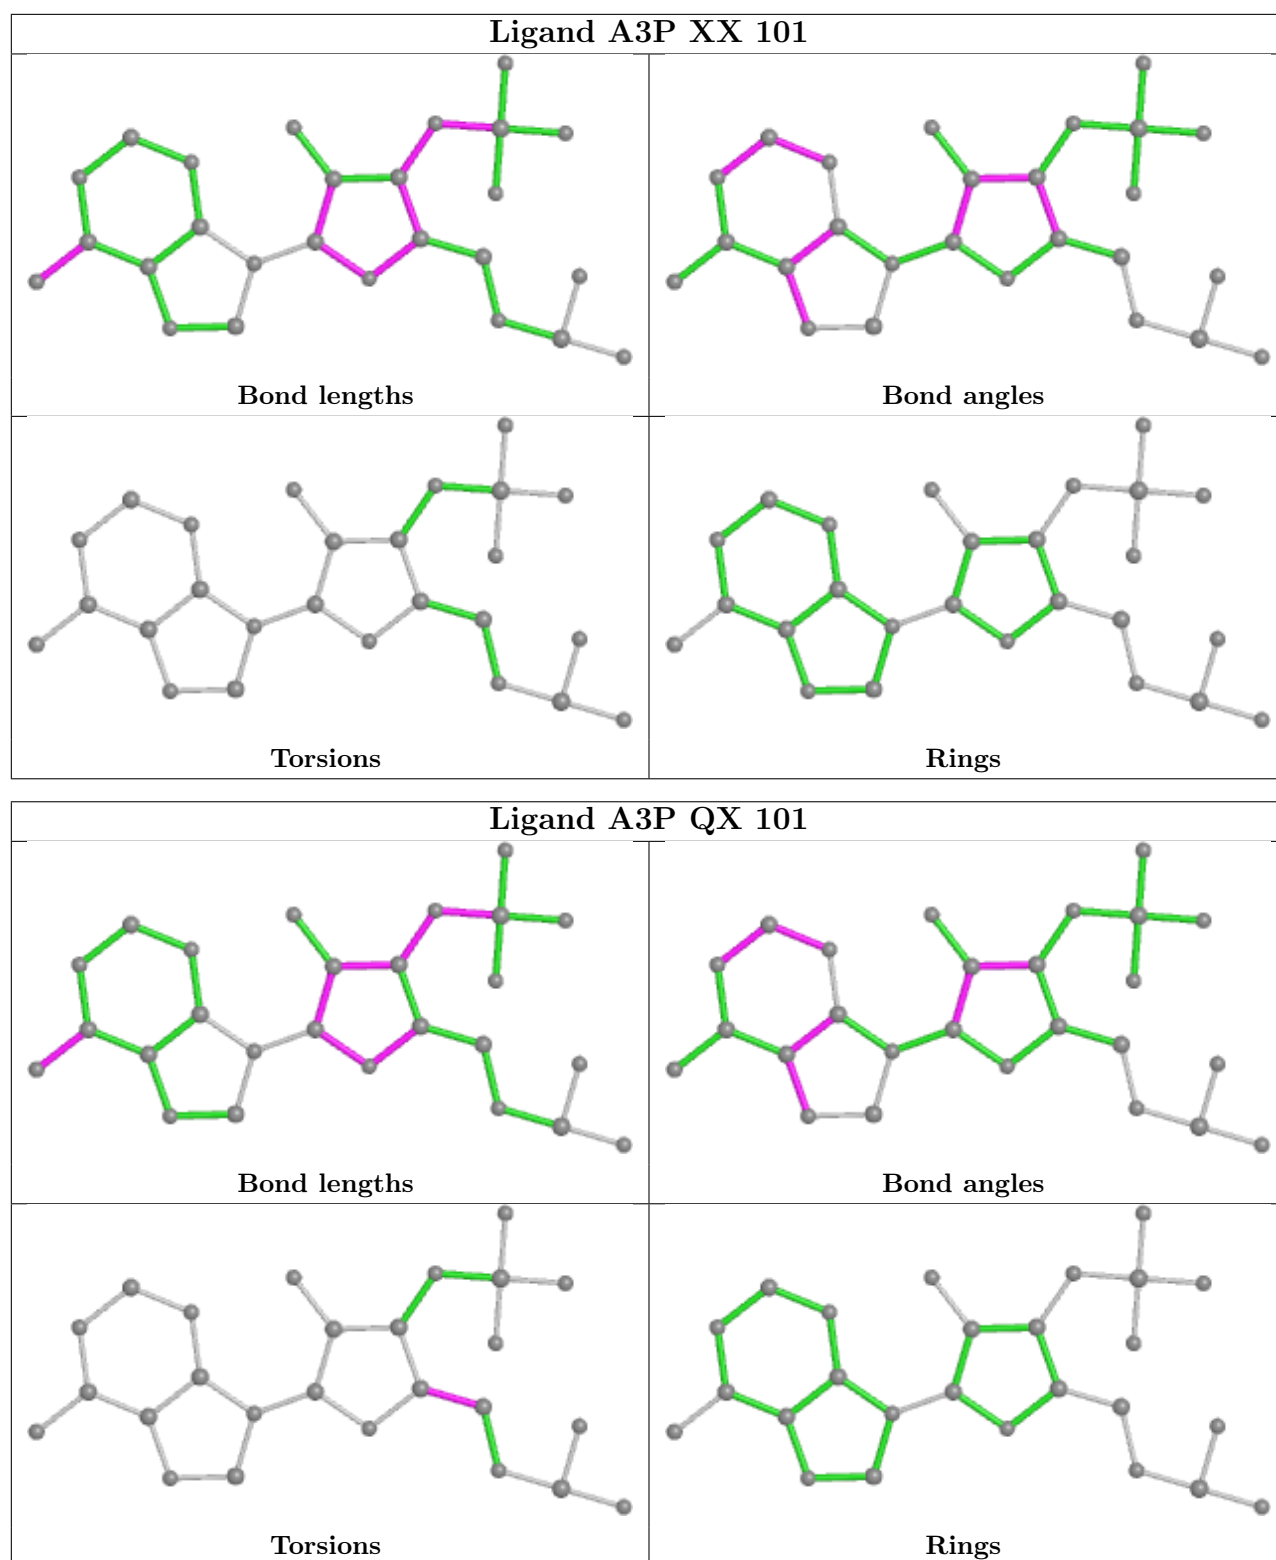 Ligand A3P XX 101
Bond lengths
Bond angles
Torsions
Rings
Ligand A3P QX 101
Bond lengths
Bond angles
Torsions
Rings